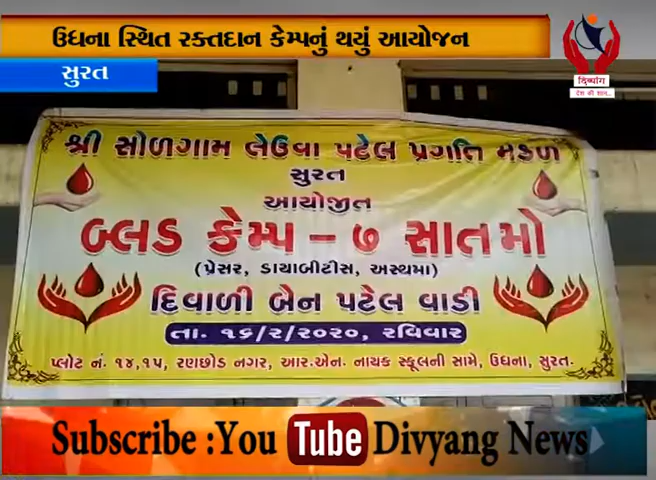 ઉધના સ્થિત રક્તદાન કેમ્પનું થયું આયોજન
સુરત
દિવ્યાંગ
શ્રી સોળગામ લેઉવા પટેલ પ્રગતિ મંડળ
સુરત
આયોજીત
બ્લડ કેમ્પ - ૭ સાતમો
(પ્રેસર, ડાયાબીટીસ, અસ્થમા)
દિવાળી બેન પટેલ વાડી
તા. ૧૬/૨/૨૦૨૦, રવિવાર
પ્લોટ નં. ૧૪,૧૫, રણછોડ નગર, આર.એન. નાયક સ્કૂલની સામે, ઉધના, સુરત.
Subscribe :You Tube Divyang News